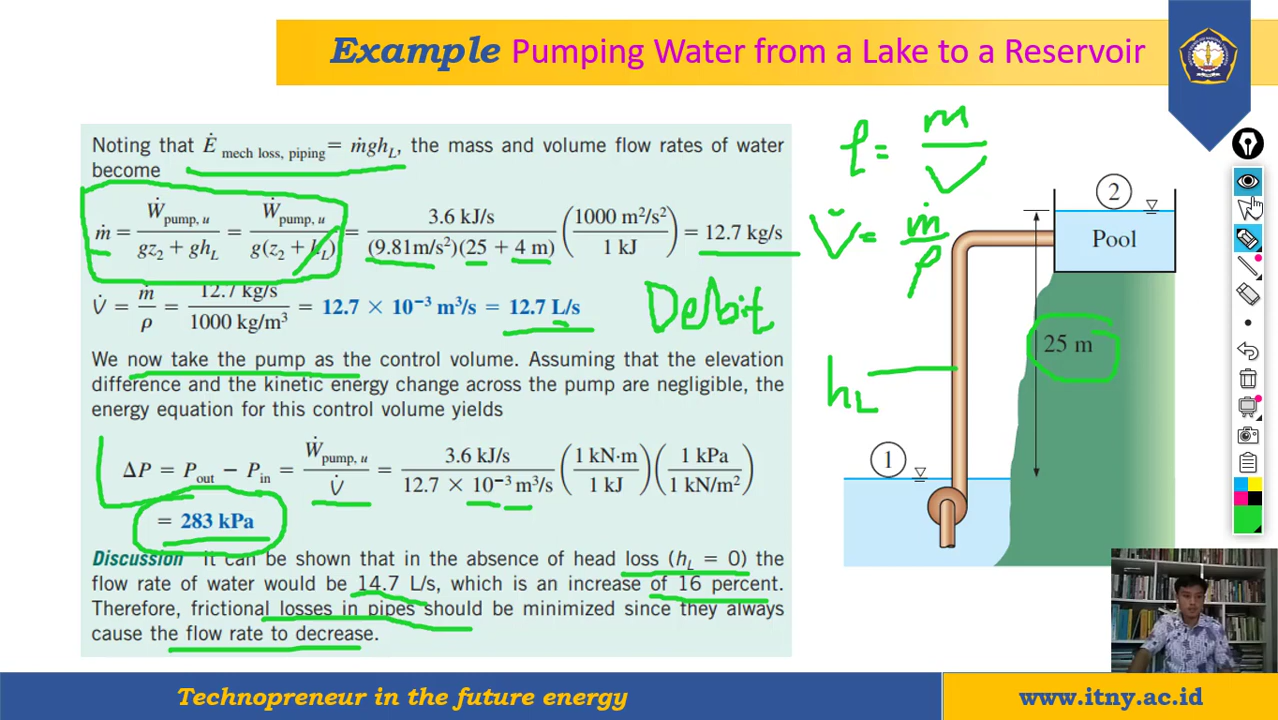 Example Pumping Water from a Lake to a Reservoir
Noting that Ė mech loss, piping = ṁghL, the mass and volume flow rates of water
become
ṁ = Ẇpump, u / (gz2 + ghL) = Ẇpump, u / (g(z2 + hL)) = 3.6 kJ/s / ((9.81m/s²)(25 + 4 m)) (1000 m²/s² / 1 kJ) = 12.7 kg/s
V̇ = ṁ / ρ = 12.7 kg/s / 1000 kg/m³ = 12.7 × 10⁻³ m³/s = 12.7 L/s
We now take the pump as the control volume. Assuming that the elevation
difference and the kinetic energy change across the pump are negligible, the
energy equation for this control volume yields
ΔP = Pout − Pin = Ẇpump, u / V̇ = 3.6 kJ/s / (12.7 × 10⁻³ m³/s) (1 kN·m / 1 kJ) (1 kPa / 1 kN/m²)
= 283 kPa
Discussion It can be shown that in the absence of head loss (hL = 0) the
flow rate of water would be 14.7 L/s, which is an increase of 16 percent.
Therefore, frictional losses in pipes should be minimized since they always
cause the flow rate to decrease.
ρ = m / V
V̇ = ṁ / ρ
Debit
hL
2
Pool
25 m
1
Technopreneur in the future energy
www.itny.ac.id